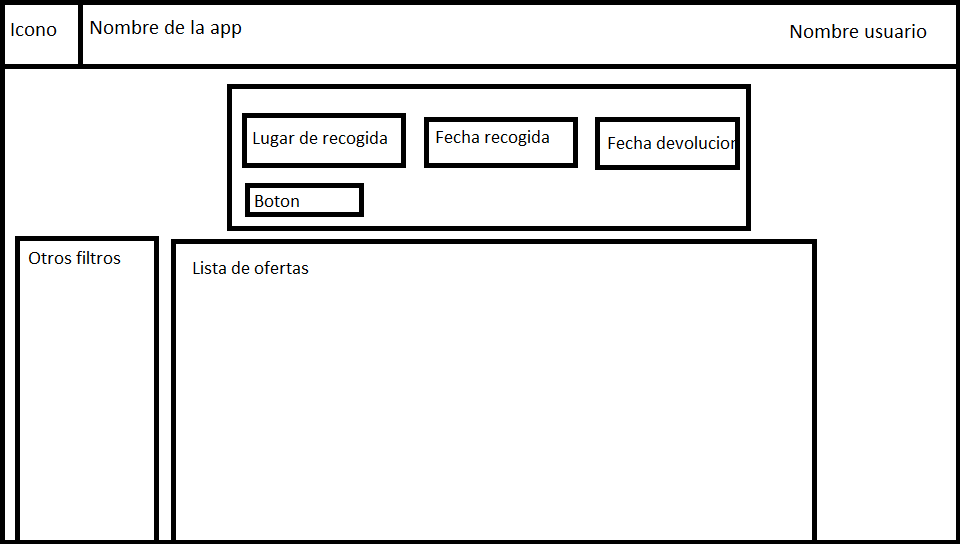 Icono
Nombre de la app
Nombre usuario
Lugar de recogida
Fecha recogida
Fecha devolucion
Boton
Otros filtros
Lista de ofertas